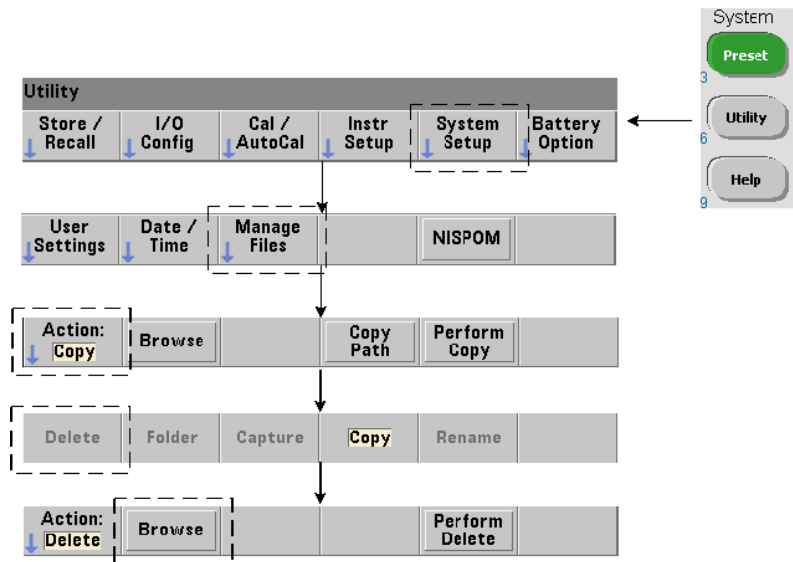 System
Preset
3
Utility
6
Help
9
Utility
Store / Recall
I/O Config
Cal / AutoCal
Instr Setup
System Setup
Battery Option
User Settings
Date / Time
Manage Files
NISPOM
Action: Copy
Browse
Copy Path
Perform Copy
Delete
Folder
Capture
Copy
Rename
Action: Delete
Browse
Perform Delete